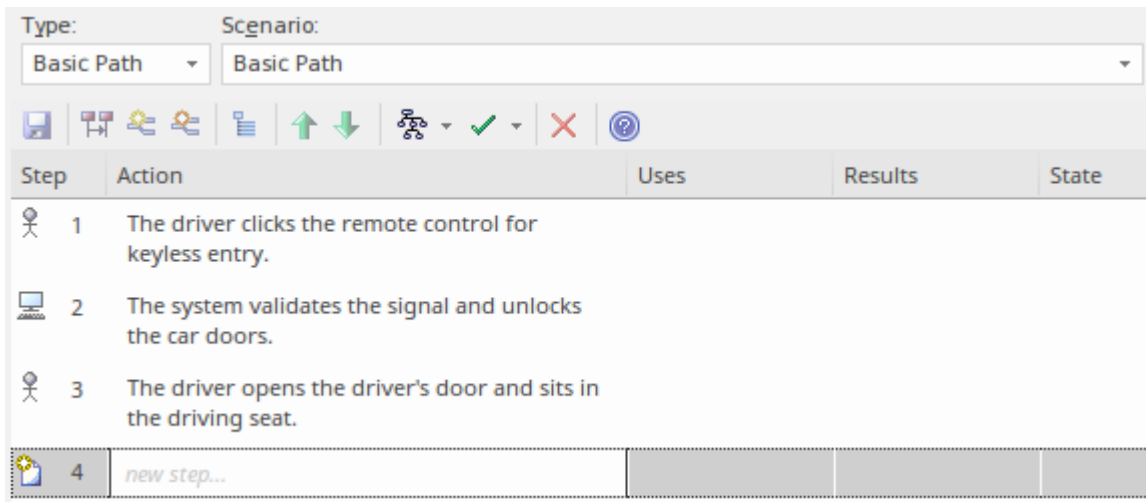 Type: Scenario:
Basic Path Basic Path
Step Action Uses Results State
1 The driver clicks the remote control for
keyless entry.
2 The system validates the signal and unlocks
the car doors.
3 The driver opens the driver's door and sits in
the driving seat.
4 new step...